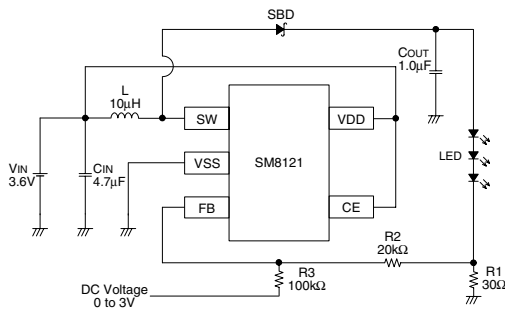 SBD
COUT
1.0µF
L
10µH
SW
VDD
VSS
SM8121
LED
VIN
3.6V
CIN
4.7µF
FB
CE
R2
20kΩ
R3
100kΩ
R1
30Ω
DC Voltage
0 to 3V